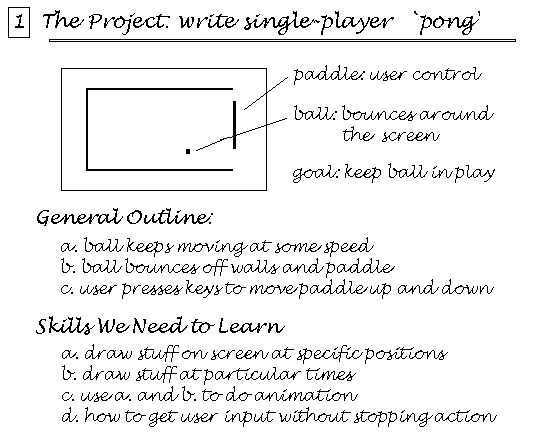 1 The Project: write single-player `pong'
paddle: user control
ball: bounces around
the screen
goal: keep ball in play
General Outline:
a. ball keeps moving at some speed
b. ball bounces off walls and paddle
c. user presses keys to move paddle up and down
Skills We Need to Learn
a. draw stuff on screen at specific positions
b. draw stuff at particular times
c. use a. and b. to do animation
d. how to get user input without stopping action